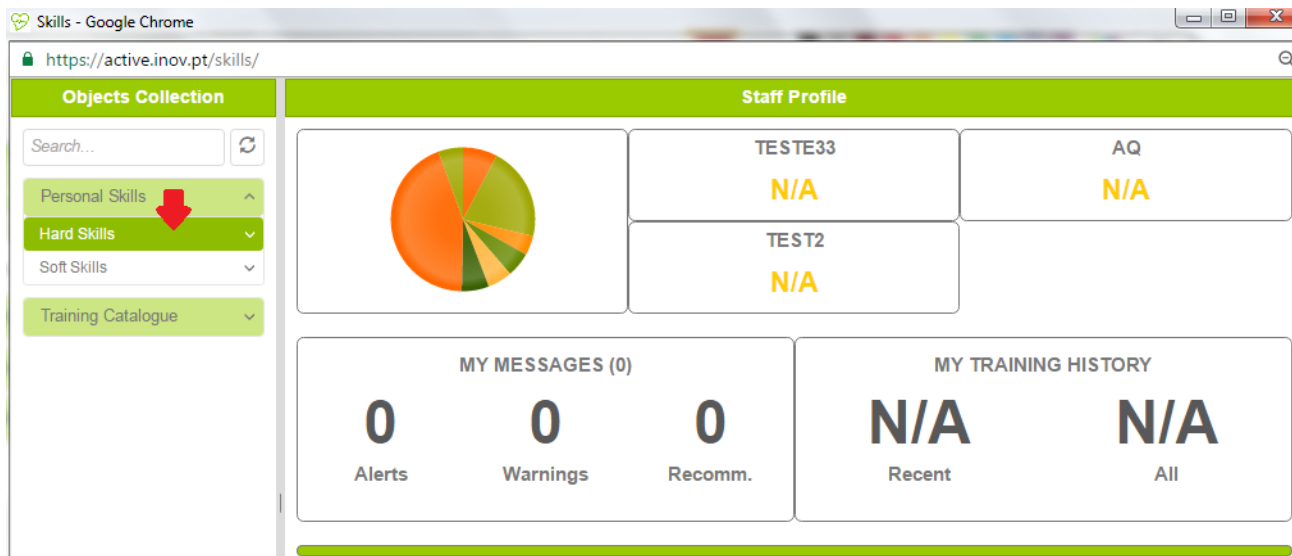 Skills - Google Chrome
https://active.inov.pt/skills/
Objects Collection
Staff Profile
Search...
Personal Skills
Hard Skills
Soft Skills
Training Catalogue
TESTE33
N/A
AQ
N/A
TEST2
N/A
MY MESSAGES (0)
0 0 0
Alerts Warnings Recomm.
MY TRAINING HISTORY
N/A N/A
Recent All